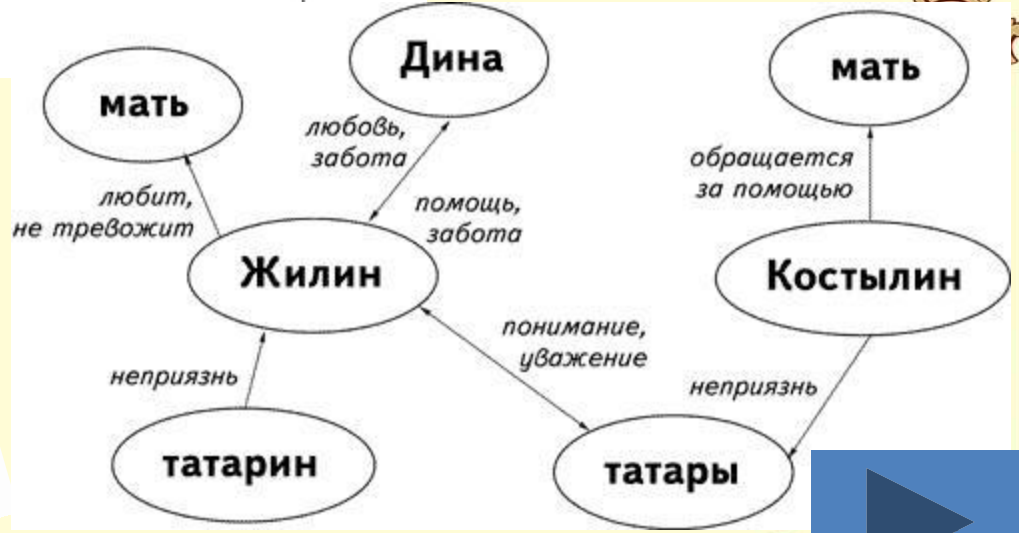 Дина
мать
мать
любовь,
забота
обращается
за помощью
любит,
не тревожит
помощь,
забота
Жилин
Костылин
понимание,
уважение
неприязнь
неприязнь
татарин
татары